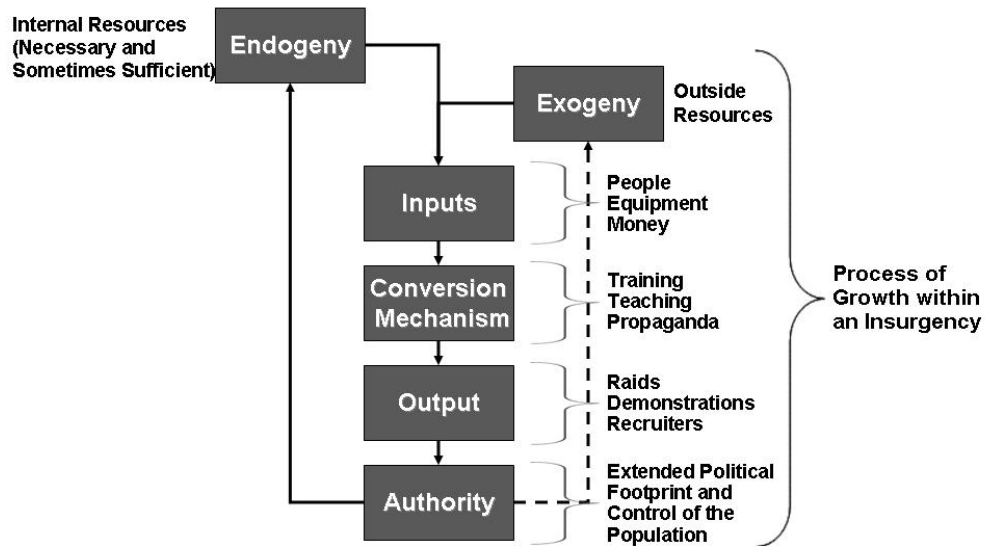 Internal Resources
(Necessary and
Sometimes Sufficient)
Endogeny
Exogeny
Outside
Resources
Inputs
People
Equipment
Money
Conversion
Mechanism
Training
Teaching
Propaganda
Process of
Growth within
an Insurgency
Output
Raids
Demonstrations
Recruiters
Authority
Extended Political
Footprint and
Control of the
Population